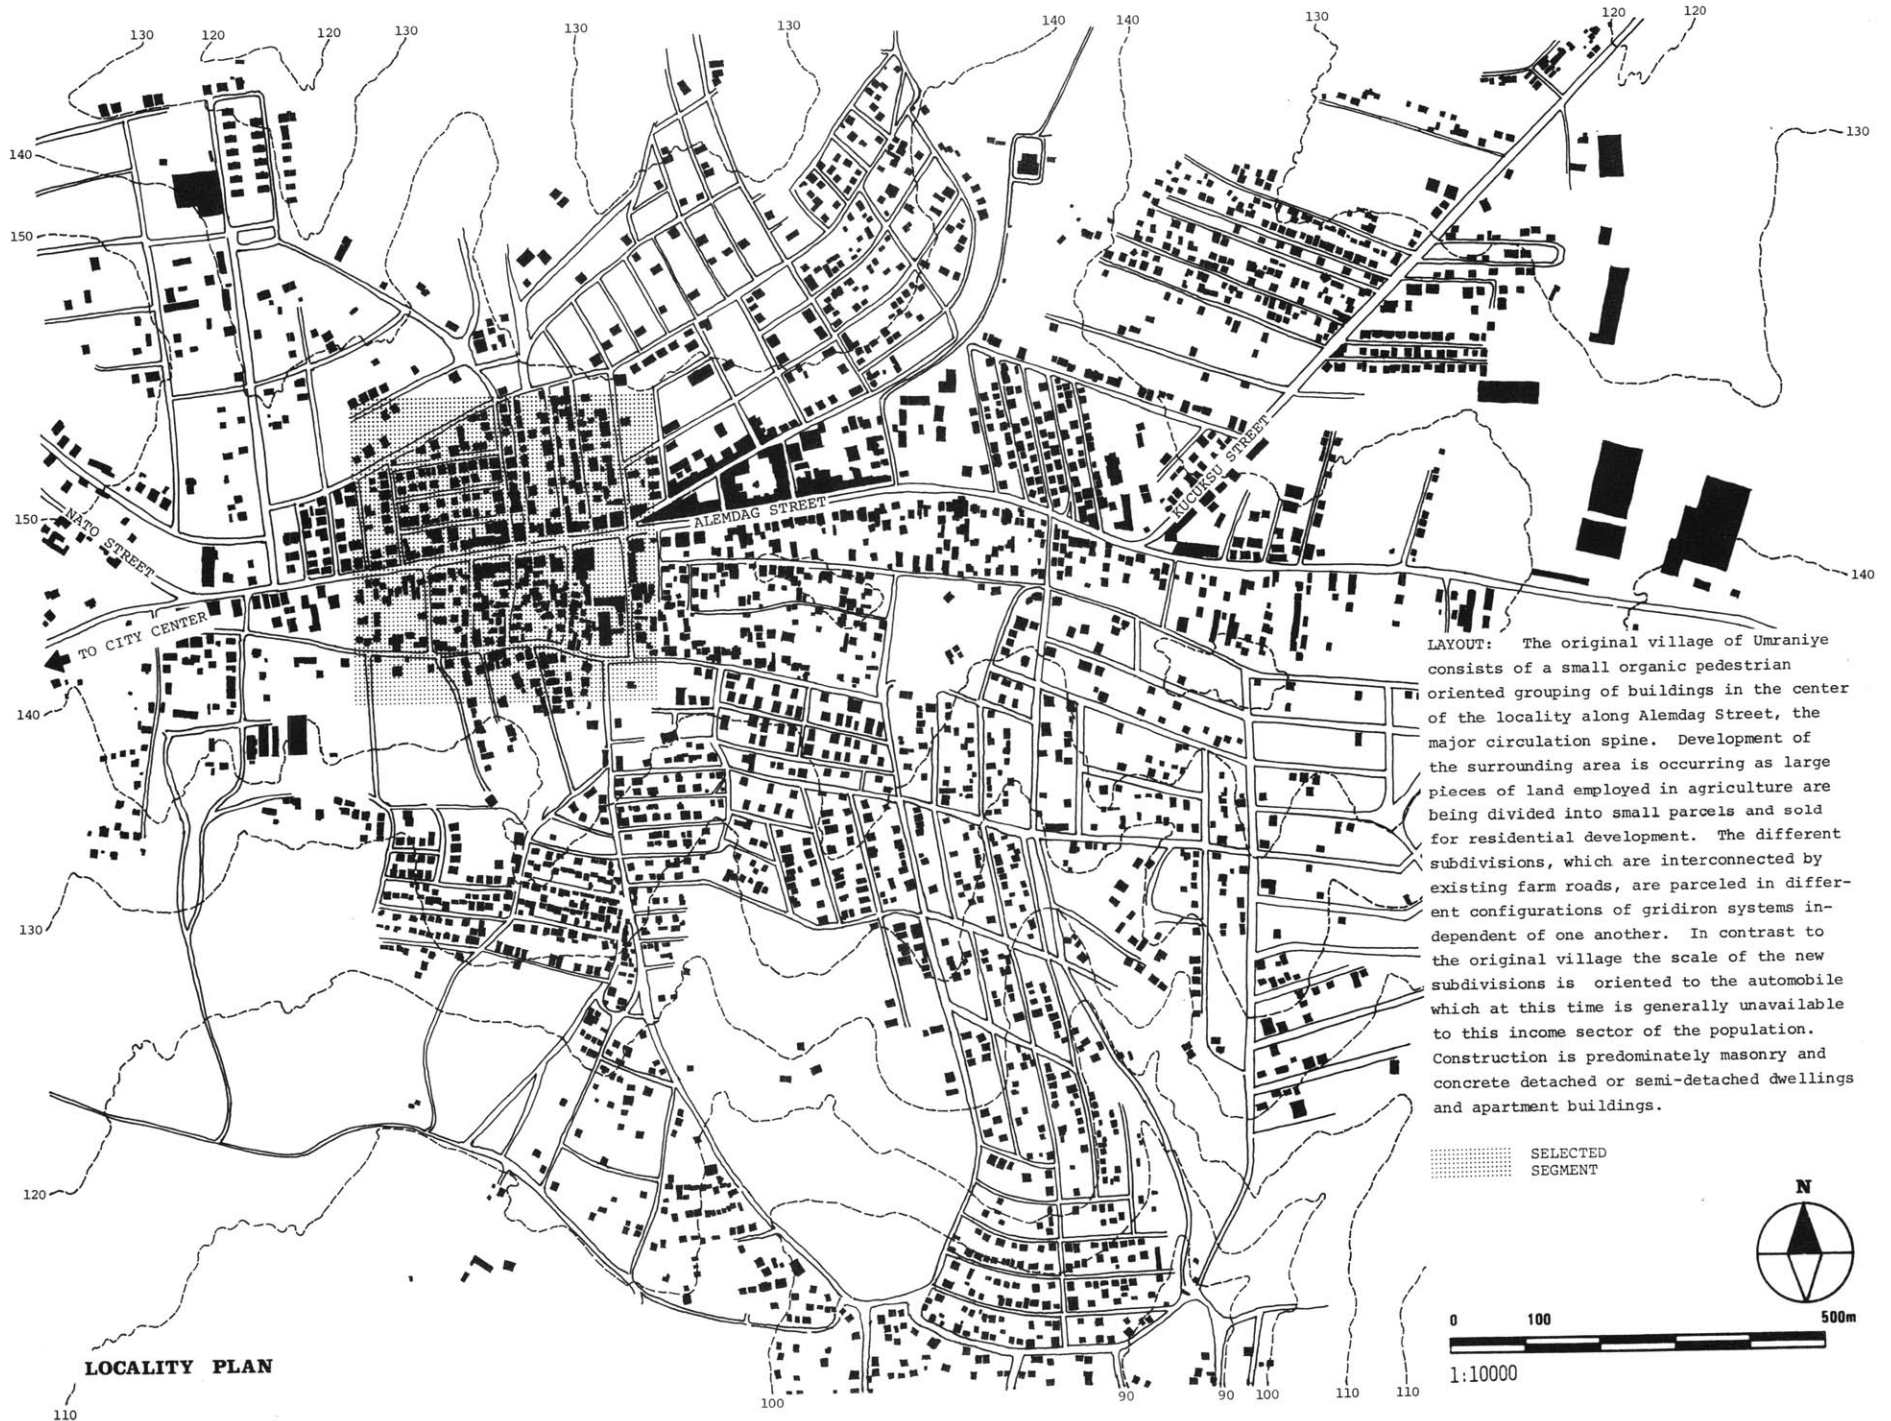 130
120
120
130
130
130
140
140
130
120
120
140
130
150
150
NATO STREET
ALEMDAG STREET
KUCUKSU STREET
TO CITY CENTER
140
140
130
120
110
LAYOUT: The original village of Umraniye
consists of a small organic pedestrian
oriented grouping of buildings in the center
of the locality along Alemdag Street, the
major circulation spine. Development of
the surrounding area is occurring as large
pieces of land employed in agriculture are
being divided into small parcels and sold
for residential development. The different
subdivisions, which are interconnected by
existing farm roads, are parceled in differ-
ent configurations of gridiron systems in-
dependent of one another. In contrast to
the original village the scale of the new
subdivisions is oriented to the automobile
which at this time is generally unavailable
to this income sector of the population.
Construction is predominately masonry and
concrete detached or semi-detached dwellings
and apartment buildings.
SELECTED
SEGMENT
N
0 100 500m
1:10000
LOCALITY PLAN
100
90
90
100
110
110